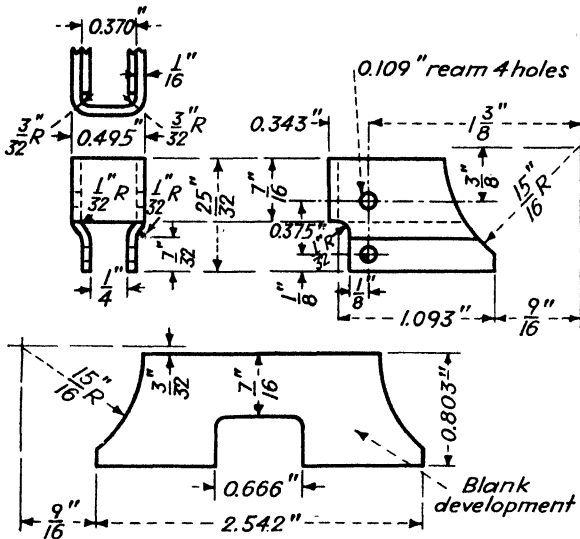 0.370"
1/16"
3/32"R
3/32"R
0.495"
0.109" ream 4 holes
0.343"
1 3/8"
1/32"R
1/32"R
25/32"
7/16"
3/8"
15/16"R
0.375"
1/32"R
7/32"
1/4"
1/8"
1/8"
1.093"
9/16"
15/16"R
3/32"
7/16"
0.803"
0.666"
Blank
development
9/16"
2.542"